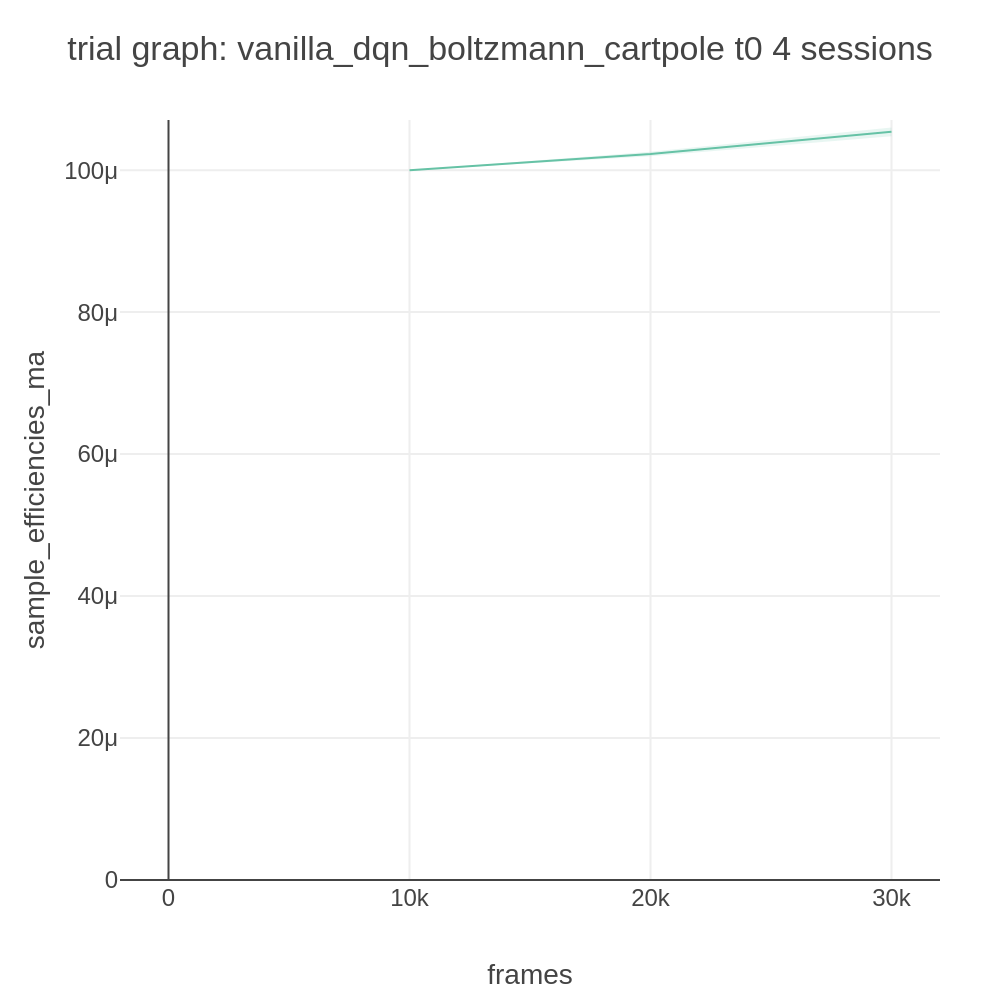 trial graph: vanilla_dqn_boltzmann_cartpole t0 4 sessions
sample_efficiencies_ma
100μ
80μ
60μ
40μ
20μ
0
0 10k 20k 30k
frames